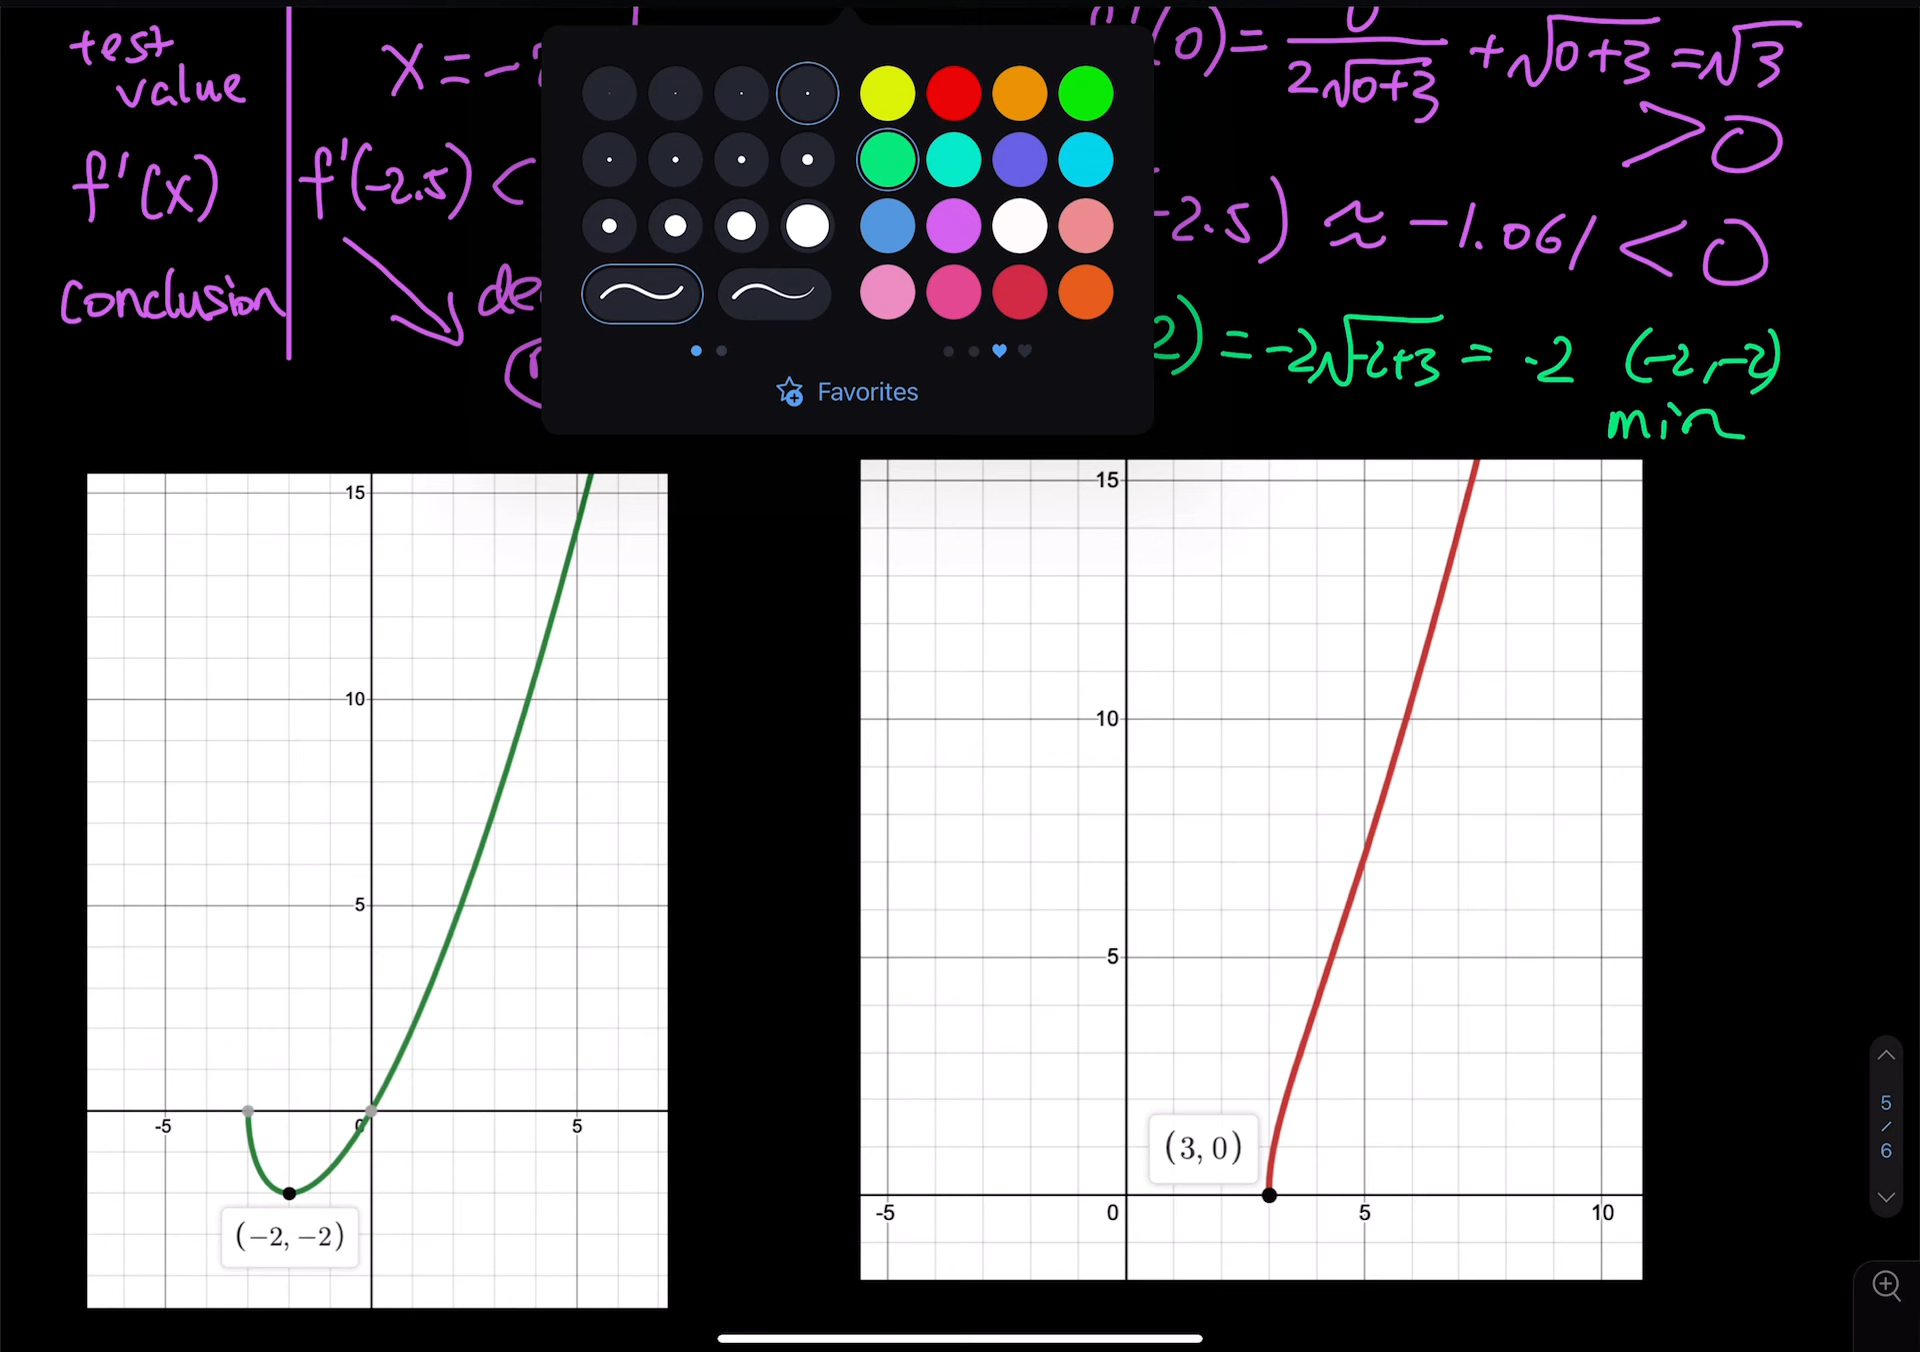 test
value
x = -2
f'(0) = 0/(2√(0+3)) + √(0+3) = √3
> 0
f'(x)
f'(-2.5) <
-2.5) ≈ -1.061 < 0
conclusion
de
2) = -2√(-2+3) = -2 (-2,-2)
min
Favorites
15
10
5
-5
0
5
(−2, −2)
15
10
5
(3, 0)
-5
0
5
10
5
/
6